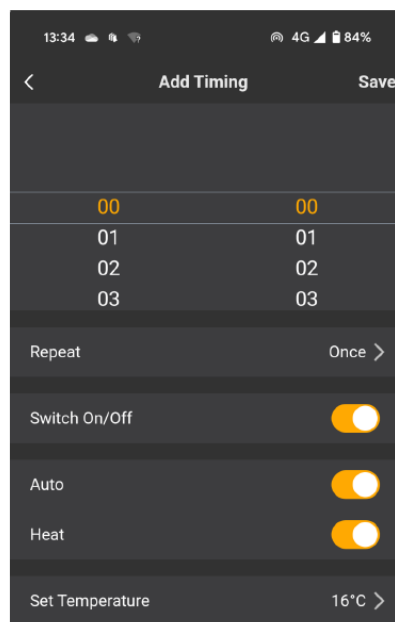 13:34 4G 84%
Add Timing Save
00 00
01 01
02 02
03 03
Repeat Once
Switch On/Off
Auto
Heat
Set Temperature 16°C